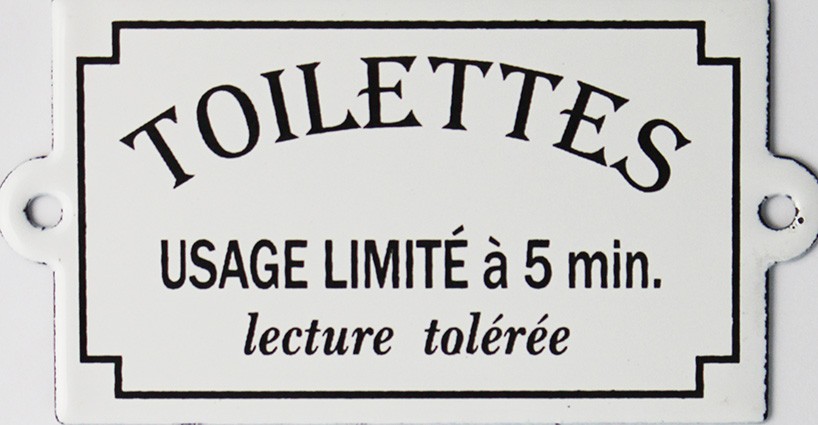 TOILETTES
USAGE LIMITÉ à 5 min.
lecture tolérée